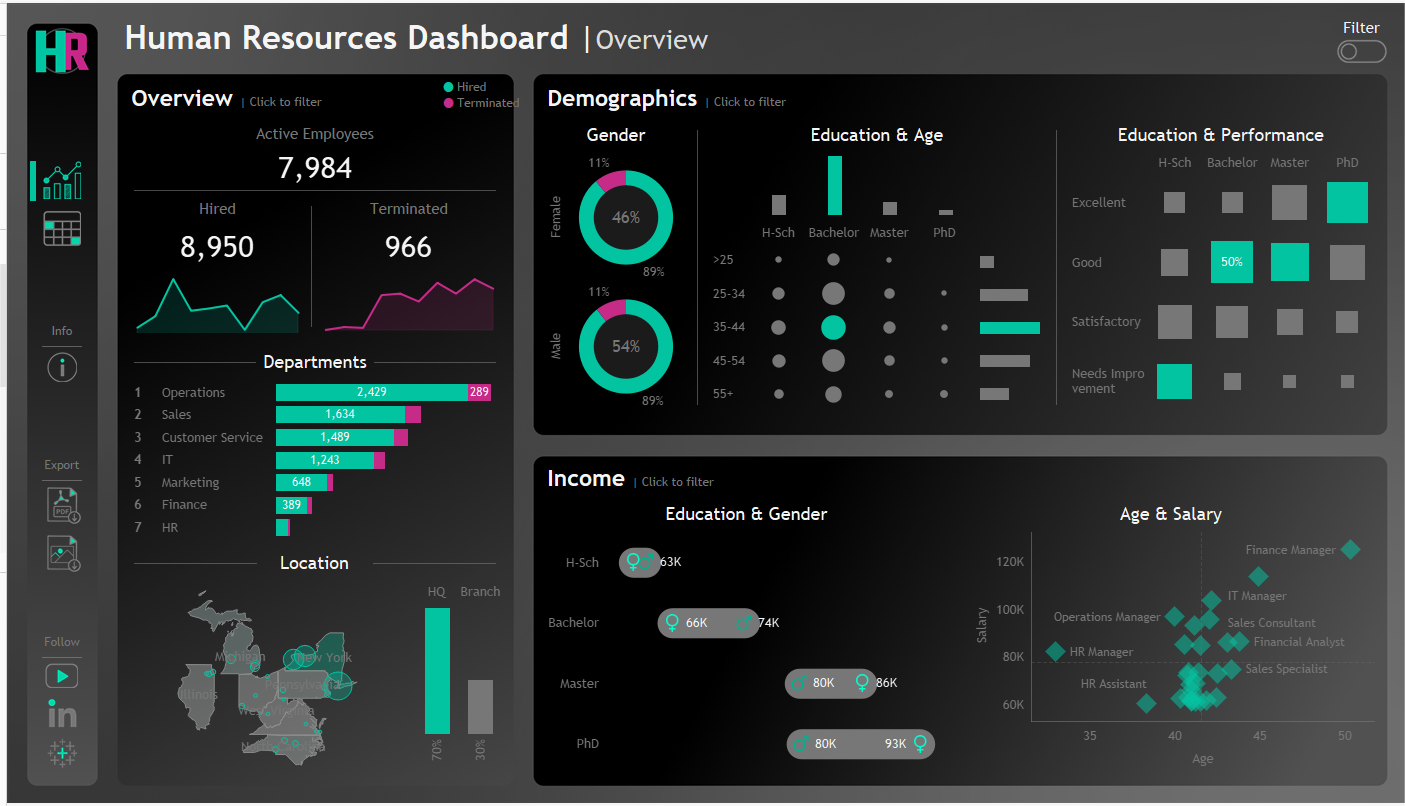 HR
Human Resources Dashboard | Overview
Filter
Info
Export
PDF
Follow
in
Overview | Click to filter
Hired
Terminated
Active Employees
7,984
Hired
8,950
Terminated
966
Departments
1 Operations 2,429 289
2 Sales 1,634
3 Customer Service 1,489
4 IT 1,243
5 Marketing 648
6 Finance 389
7 HR
Location
HQ Branch
Michigan
New York
Illinois
Pennsylvania
West Virginia
North Carolina
70% 30%
Demographics | Click to filter
Gender
11%
Female
46%
89%
11%
Male
54%
89%
Education & Age
H-Sch Bachelor Master PhD
>25
25-34
35-44
45-54
55+
Education & Performance
H-Sch Bachelor Master PhD
Excellent
Good 50%
Satisfactory
Needs Impro
vement
Income | Click to filter
Education & Gender
H-Sch 63K
Bachelor 66K 74K
Master 80K 86K
PhD 80K 93K
Age & Salary
Salary
120K
100K
80K
60K
Finance Manager
IT Manager
Operations Manager
Sales Consultant
Financial Analyst
HR Manager
Sales Specialist
HR Assistant
35 40 45 50
Age